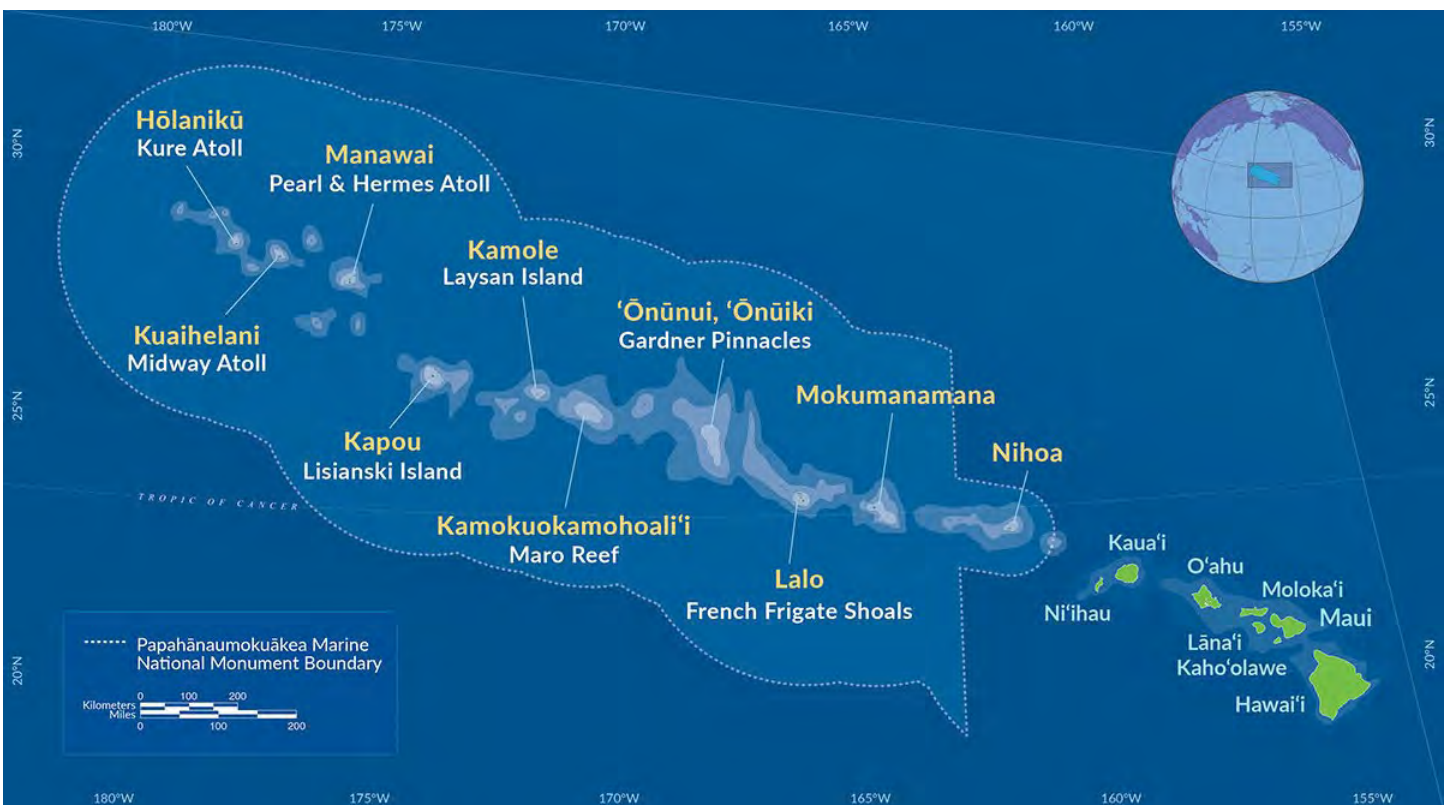 180°W
175°W
170°W
165°W
160°W
155°W
30°N
30°N
Hōlanikū
Kure Atoll
Manawai
Pearl & Hermes Atoll
Kamole
Laysan Island
Kuaihelani
Midway Atoll
ʻŌnūnui, ʻŌnūiki
Gardner Pinnacles
25°N
25°N
Mokumanamana
Kapou
Lisianski Island
Nihoa
TROPIC OF CANCER
Kamokuokamohoaliʻi
Maro Reef
Lalo
French Frigate Shoals
Kauaʻi
Niʻihau
Oʻahu
Molokaʻi
Maui
Lānaʻi
Kahoʻolawe
Hawaiʻi
20°N
20°N
Papahānaumokuākea Marine
National Monument Boundary
0 100 200
Kilometers
Miles
0 100 200
180°W
175°W
170°W
165°W
160°W
155°W